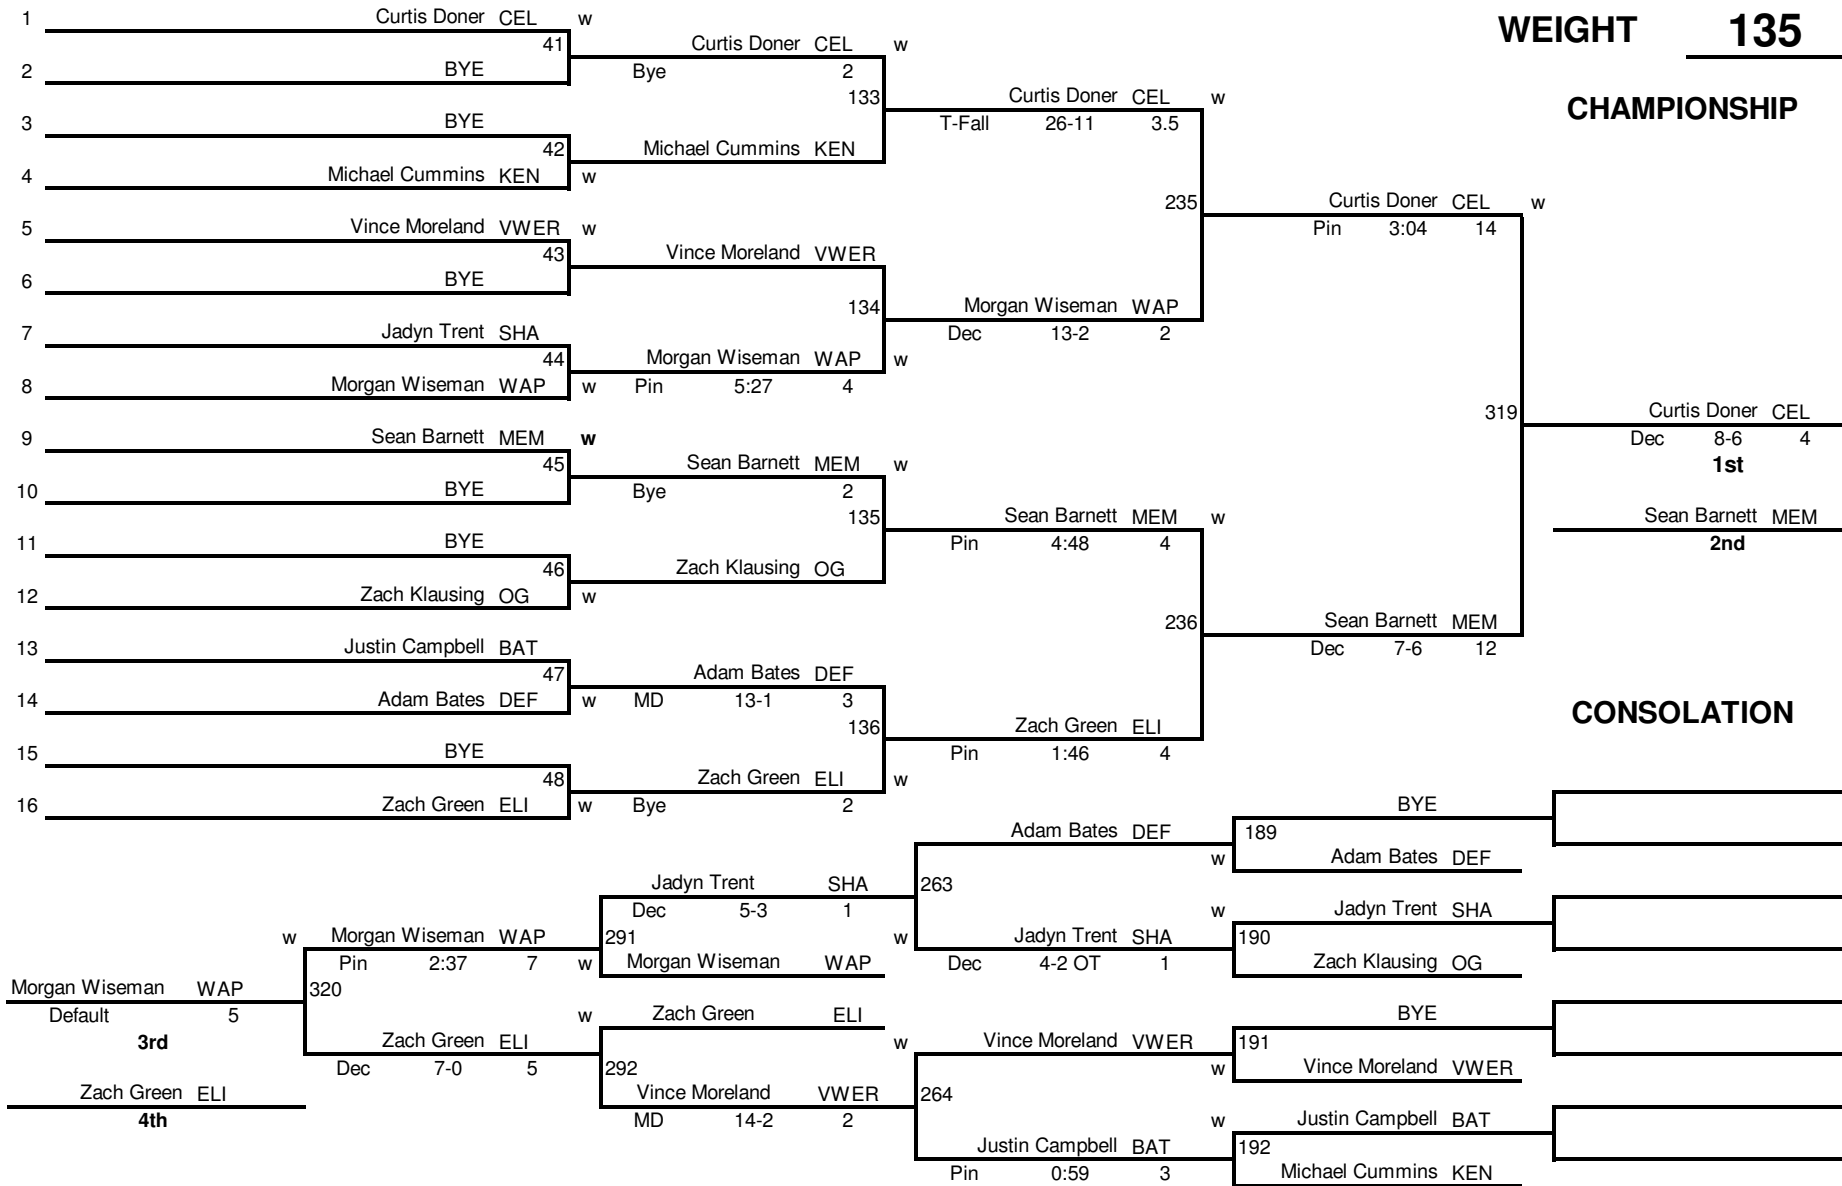 1 Curtis Doner CEL w WEIGHT 135
41 Curtis Doner CEL w
2 BYE Bye 2
133 Curtis Doner CEL w CHAMPIONSHIP
3 BYE T-Fall 26-11 3.5
42 Michael Cummins KEN
4 Michael Cummins KEN w
235 Curtis Doner CEL w
5 Vince Moreland VWER w Pin 3:04 14
43 Vince Moreland VWER
6 BYE
134 Morgan Wiseman WAP
7 Jadyn Trent SHA Dec 13-2 2
44 Morgan Wiseman WAP w
8 Morgan Wiseman WAP w Pin 5:27 4
319 Curtis Doner CEL
9 Sean Barnett MEM w Dec 8-6 4
45 Sean Barnett MEM w 1st
10 BYE Bye 2
135 Sean Barnett MEM w Sean Barnett MEM
11 BYE Pin 4:48 4 2nd
46 Zach Klausing OG
12 Zach Klausing OG w
236 Sean Barnett MEM
13 Justin Campbell BAT Dec 7-6 12
47 Adam Bates DEF
14 Adam Bates DEF w MD 13-1 3
136 Zach Green ELI CONSOLATION
15 BYE Pin 1:46 4
48 Zach Green ELI w
16 Zach Green ELI w Bye 2 BYE
Adam Bates DEF 189
w Adam Bates DEF
Jadyn Trent SHA 263
Dec 5-3 1 w Jadyn Trent SHA
w Morgan Wiseman WAP 291 w Jadyn Trent SHA 190
Pin 2:37 7 w Morgan Wiseman WAP Dec 4-2 OT 1 Zach Klausing OG
Morgan Wiseman WAP 320
Default 5 w Zach Green ELI BYE
3rd Zach Green ELI w Vince Moreland VWER 191
Dec 7-0 5 292 w Vince Moreland VWER
Zach Green ELI Vince Moreland VWER 264
4th MD 14-2 2 w Justin Campbell BAT
Justin Campbell BAT 192
Pin 0:59 3 Michael Cummins KEN